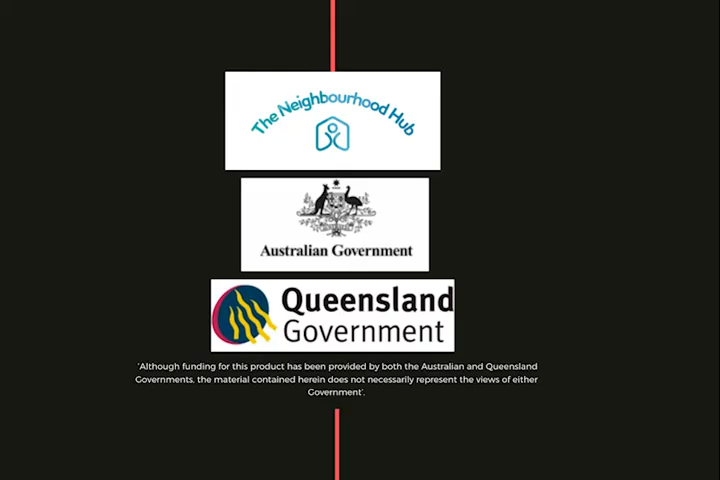 The Neighbourhood Hub
Australian Government
Queensland
Government
'Although funding for this product has been provided by both the Australian and Queensland
Governments, the material contained herein does not necessarily represent the views of either
Government'.